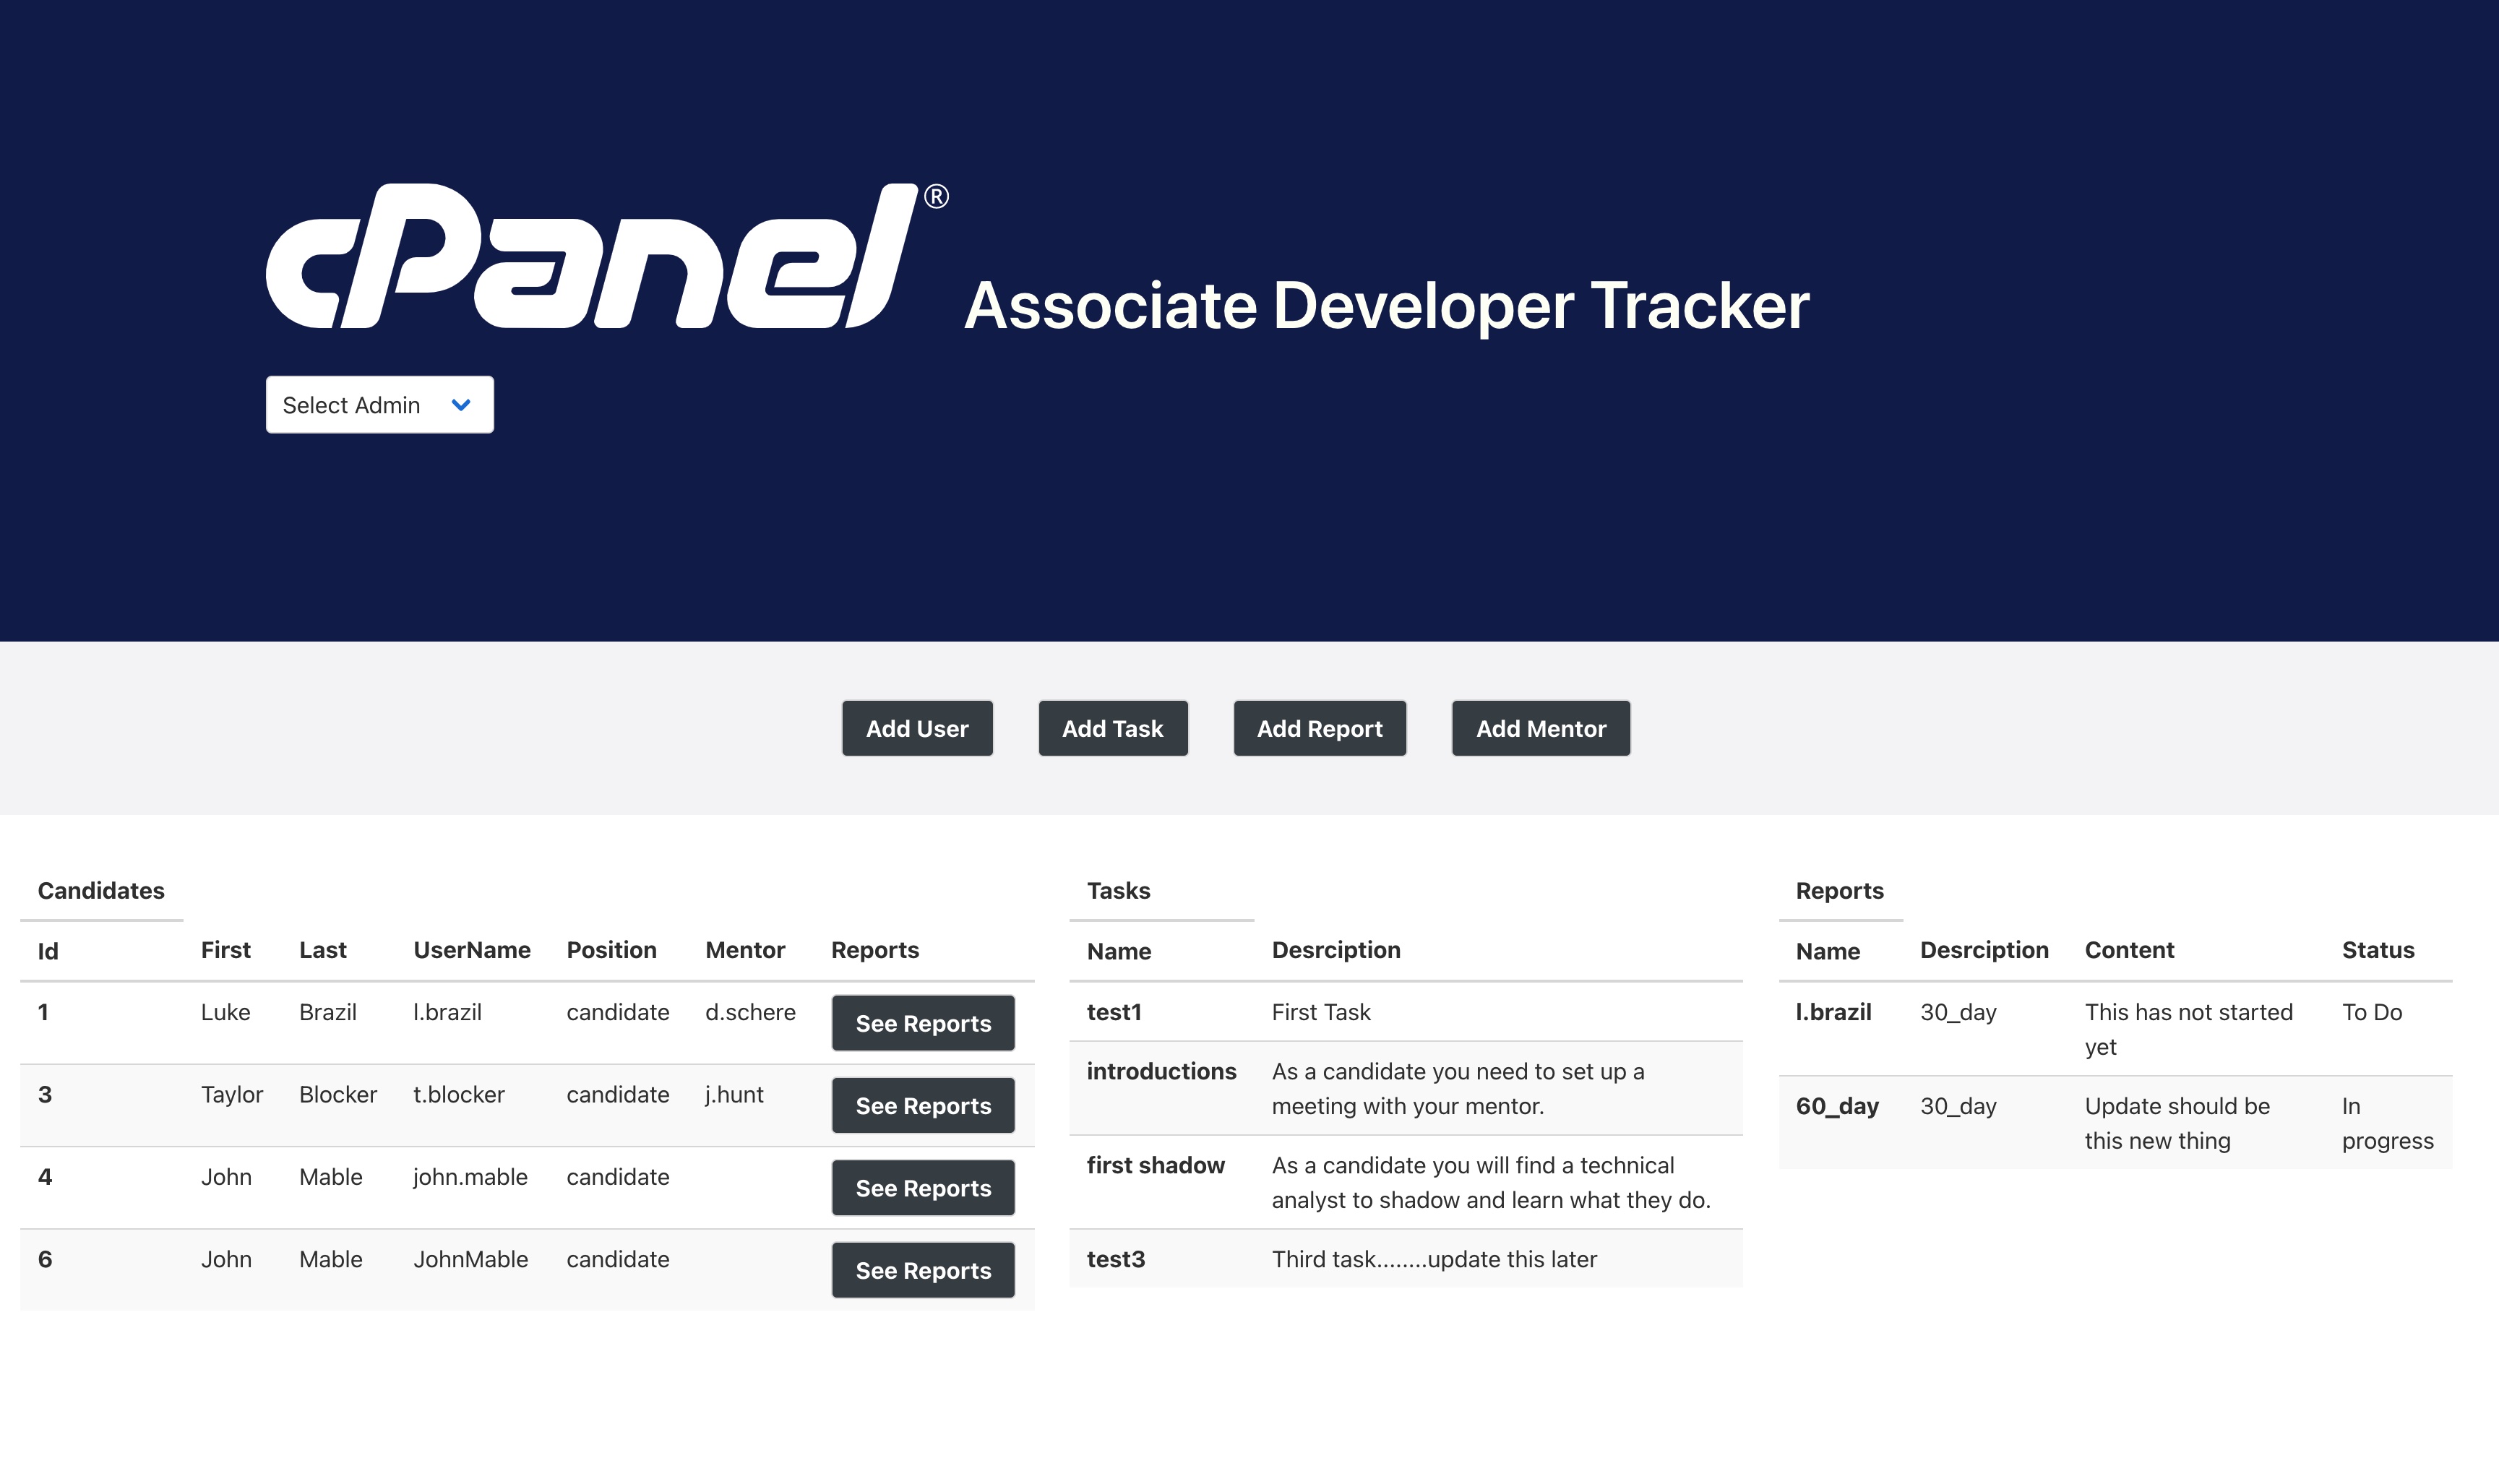 cPanel® Associate Developer Tracker
Select Admin
Add User Add Task Add Report Add Mentor
Candidates
Id First Last UserName Position Mentor Reports
1 Luke Brazil l.brazil candidate d.schere See Reports
3 Taylor Blocker t.blocker candidate j.hunt See Reports
4 John Mable john.mable candidate See Reports
6 John Mable JohnMable candidate See Reports
Tasks
Name Desrciption
test1 First Task
introductions As a candidate you need to set up a
meeting with your mentor.
first shadow As a candidate you will find a technical
analyst to shadow and learn what they do.
test3 Third task........update this later
Reports
Name Desrciption Content Status
l.brazil 30_day This has not started To Do
yet
60_day 30_day Update should be In
this new thing progress